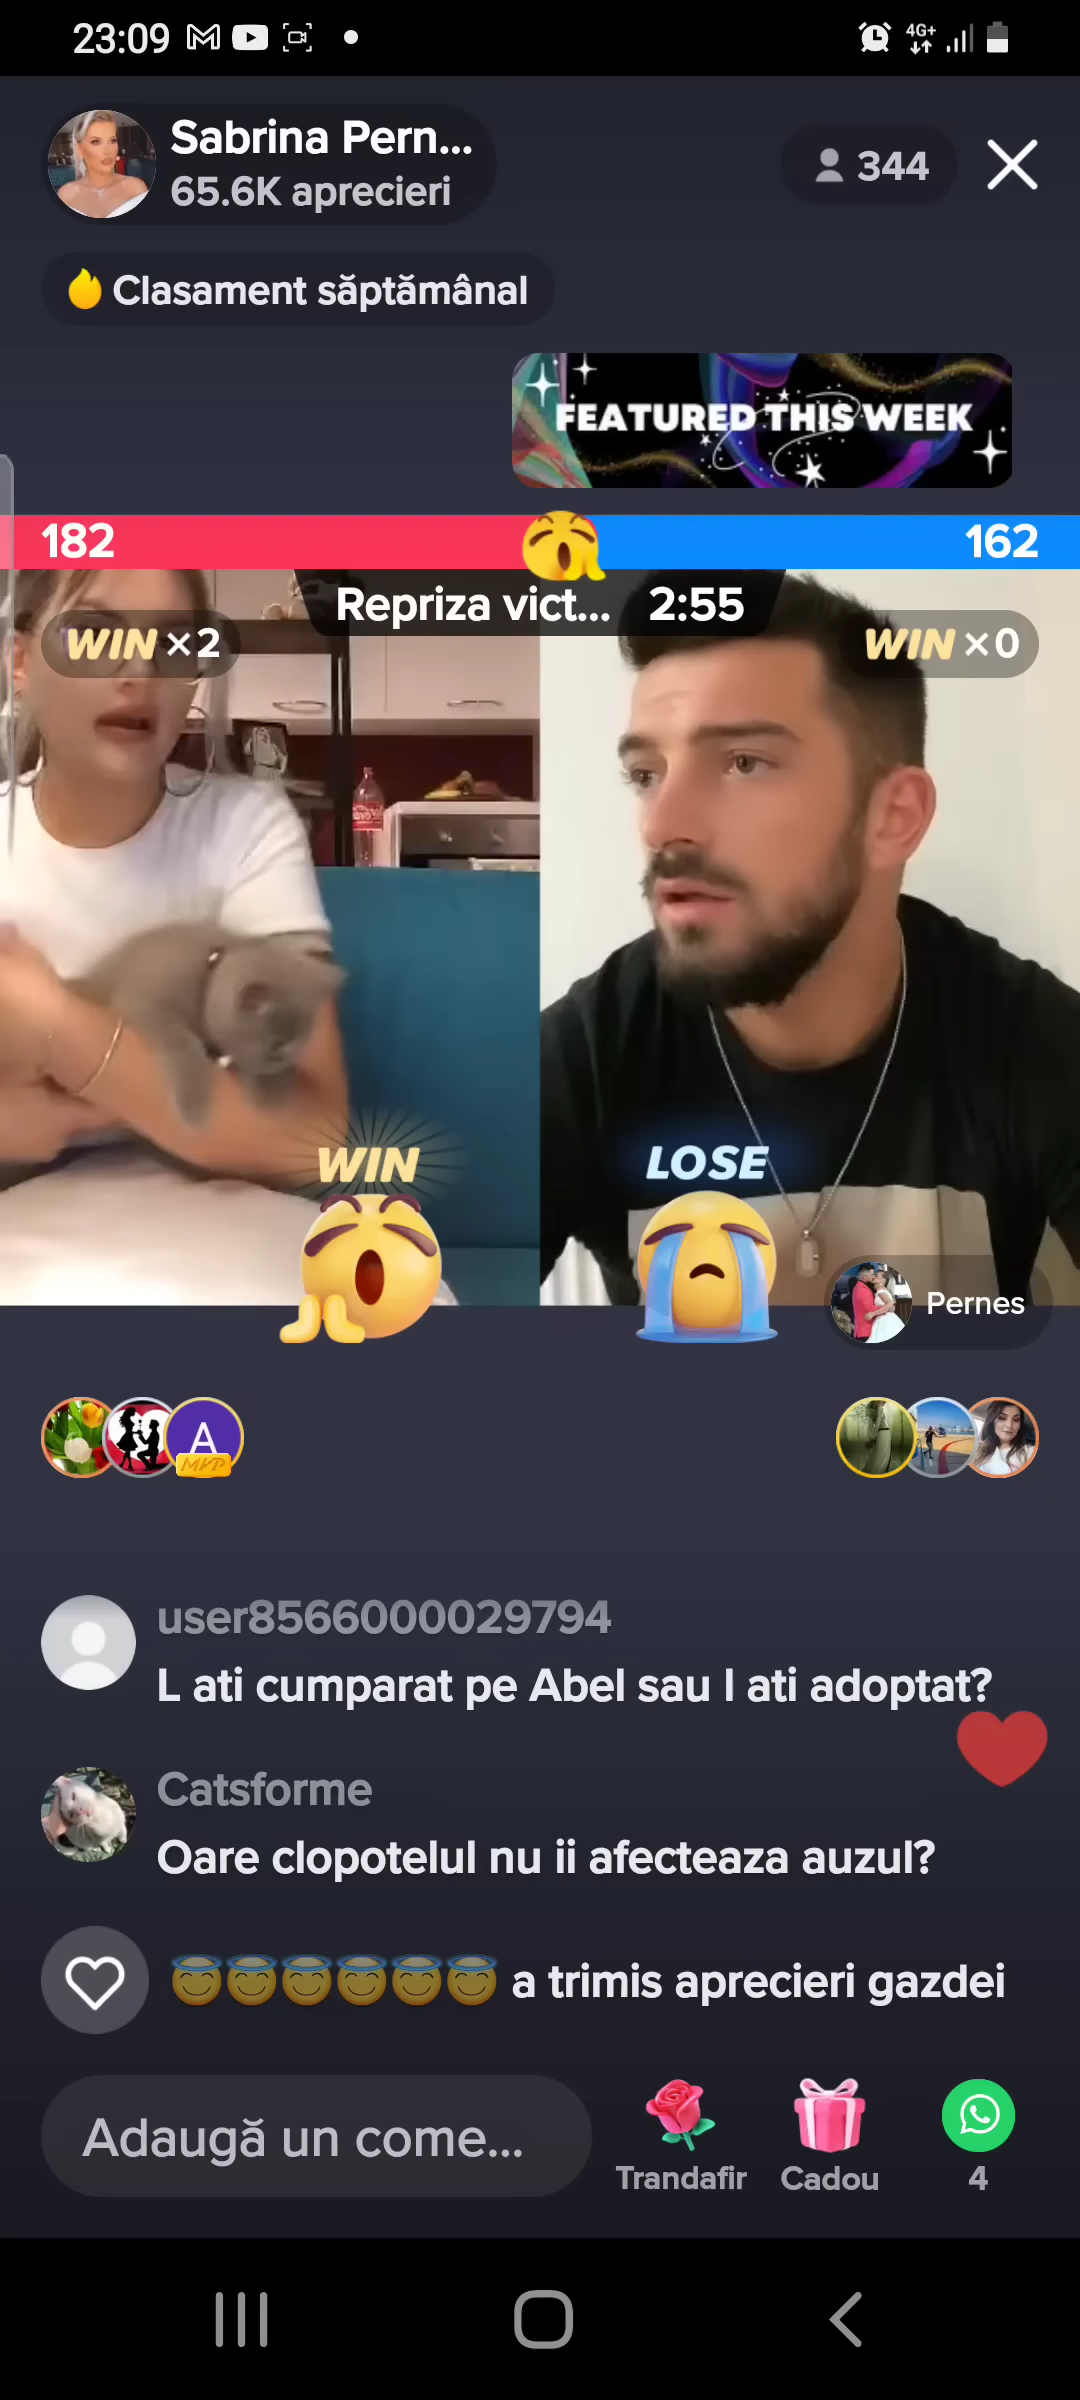 23:09
4G+
Sabrina Pern...
65.6K aprecieri
344
Clasament săptămânal
FEATURED THIS WEEK
182
162
Repriza vict... 2:55
WIN ×2
WIN ×0
WIN
LOSE
Pernes
A
MVP
user8566000029794
L ati cumparat pe Abel sau l ati adoptat?
Catsforme
Oare clopotelul nu ii afecteaza auzul?
a trimis aprecieri gazdei
Adaugă un come...
Trandafir
Cadou
4